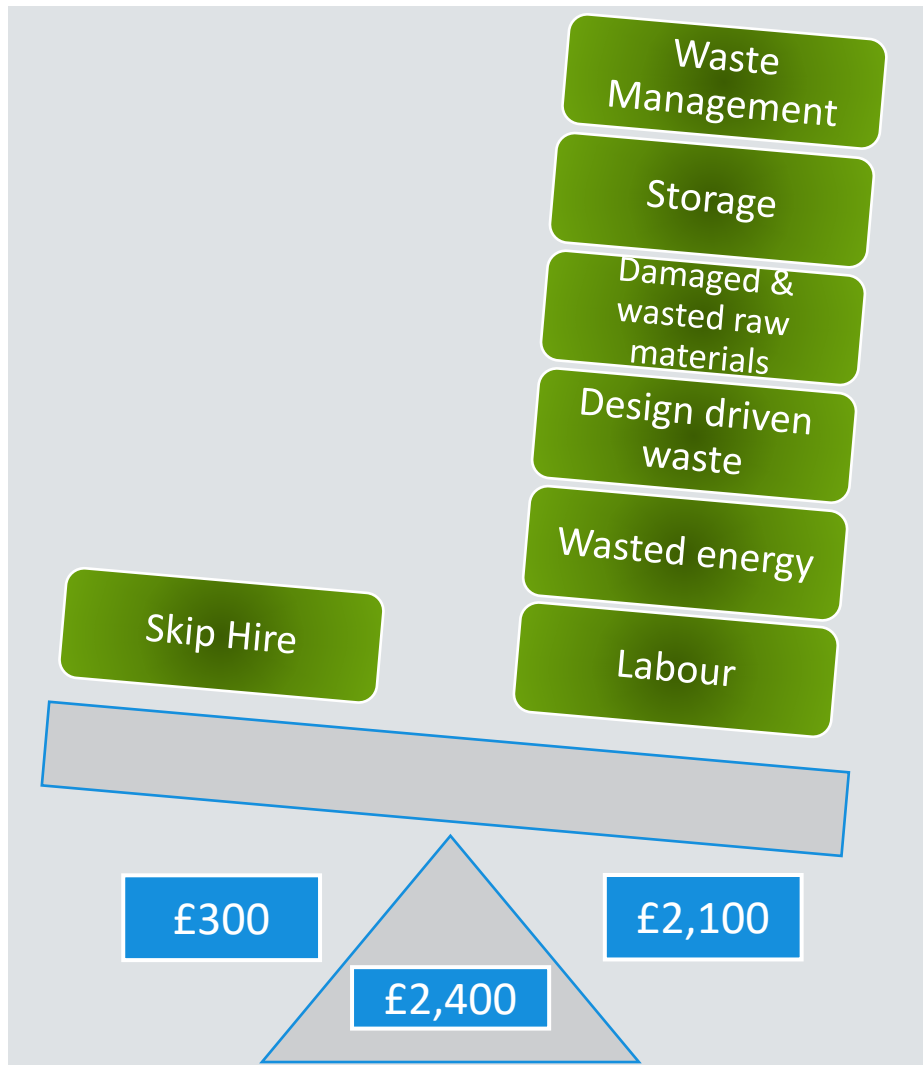 Waste
Management
Storage
Damaged &
wasted raw
materials
Design driven
waste
Wasted energy
Labour
Skip Hire
£300
£2,100
£2,400